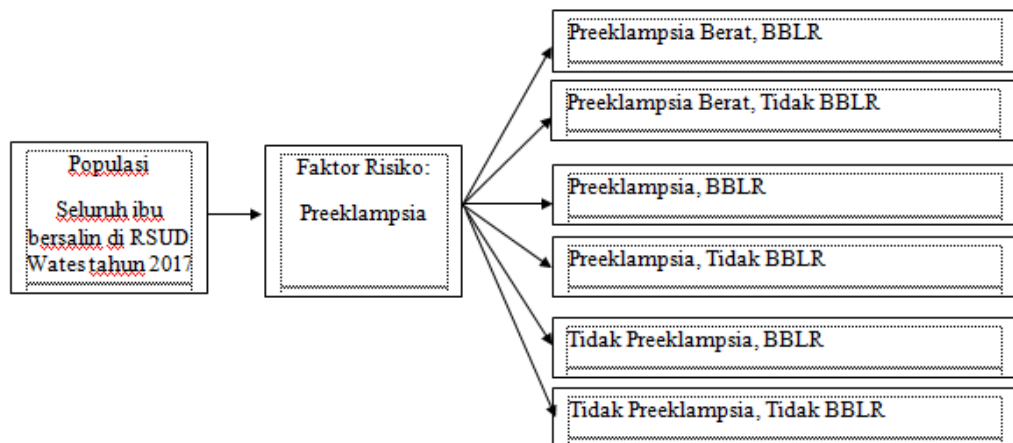 Populasi
Seluruh ibu
bersalin di RSUD
Wates tahun 2017
Faktor Risiko:
Preeklampsia
Preeklampsia Berat, BBLR
Preeklampsia Berat, Tidak BBLR
Preeklampsia, BBLR
Preeklampsia, Tidak BBLR
Tidak Preeklampsia, BBLR
Tidak Preeklampsia, Tidak BBLR